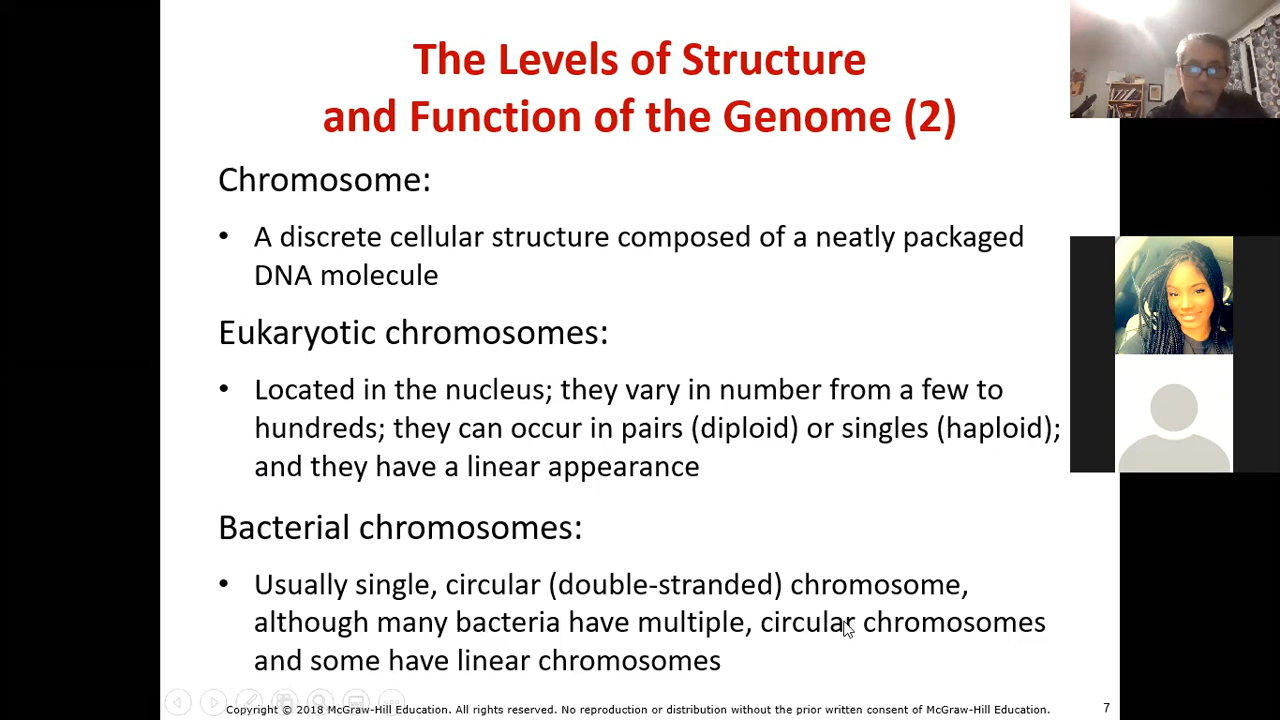 The Levels of Structure
and Function of the Genome (2)
Chromosome:
• A discrete cellular structure composed of a neatly packaged
DNA molecule
Eukaryotic chromosomes:
• Located in the nucleus; they vary in number from a few to
hundreds; they can occur in pairs (diploid) or singles (haploid);
and they have a linear appearance
Bacterial chromosomes:
• Usually single, circular (double-stranded) chromosome,
although many bacteria have multiple, circular chromosomes
and some have linear chromosomes
Copyright © 2018 McGraw-Hill Education. All rights reserved. No reproduction or distribution without the prior written consent of McGraw-Hill Education.
7